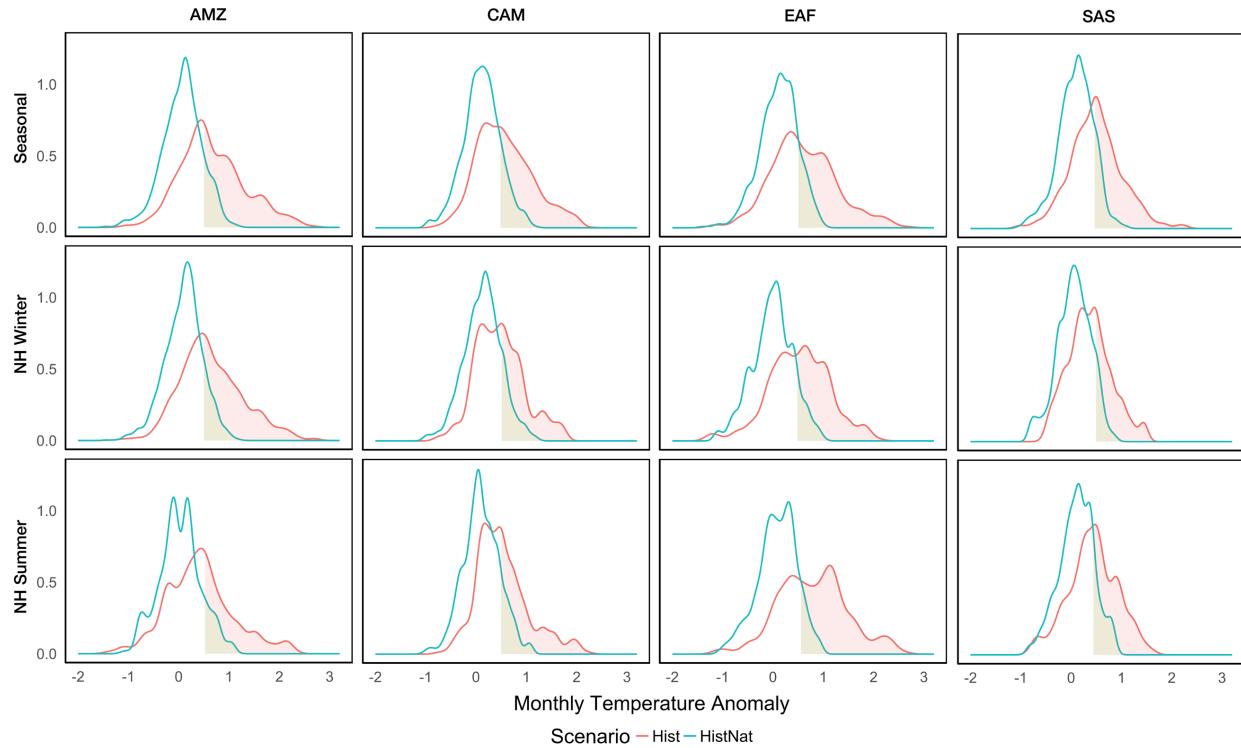 AMZ CAM EAF SAS
Seasonal
1.0
0.5
0.0
NH Winter
1.0
0.5
0.0
NH Summer
1.0
0.5
0.0
-2 -1 0 1 2 3 -2 -1 0 1 2 3 -2 -1 0 1 2 3 -2 -1 0 1 2 3
Monthly Temperature Anomaly
Scenario Hist HistNat